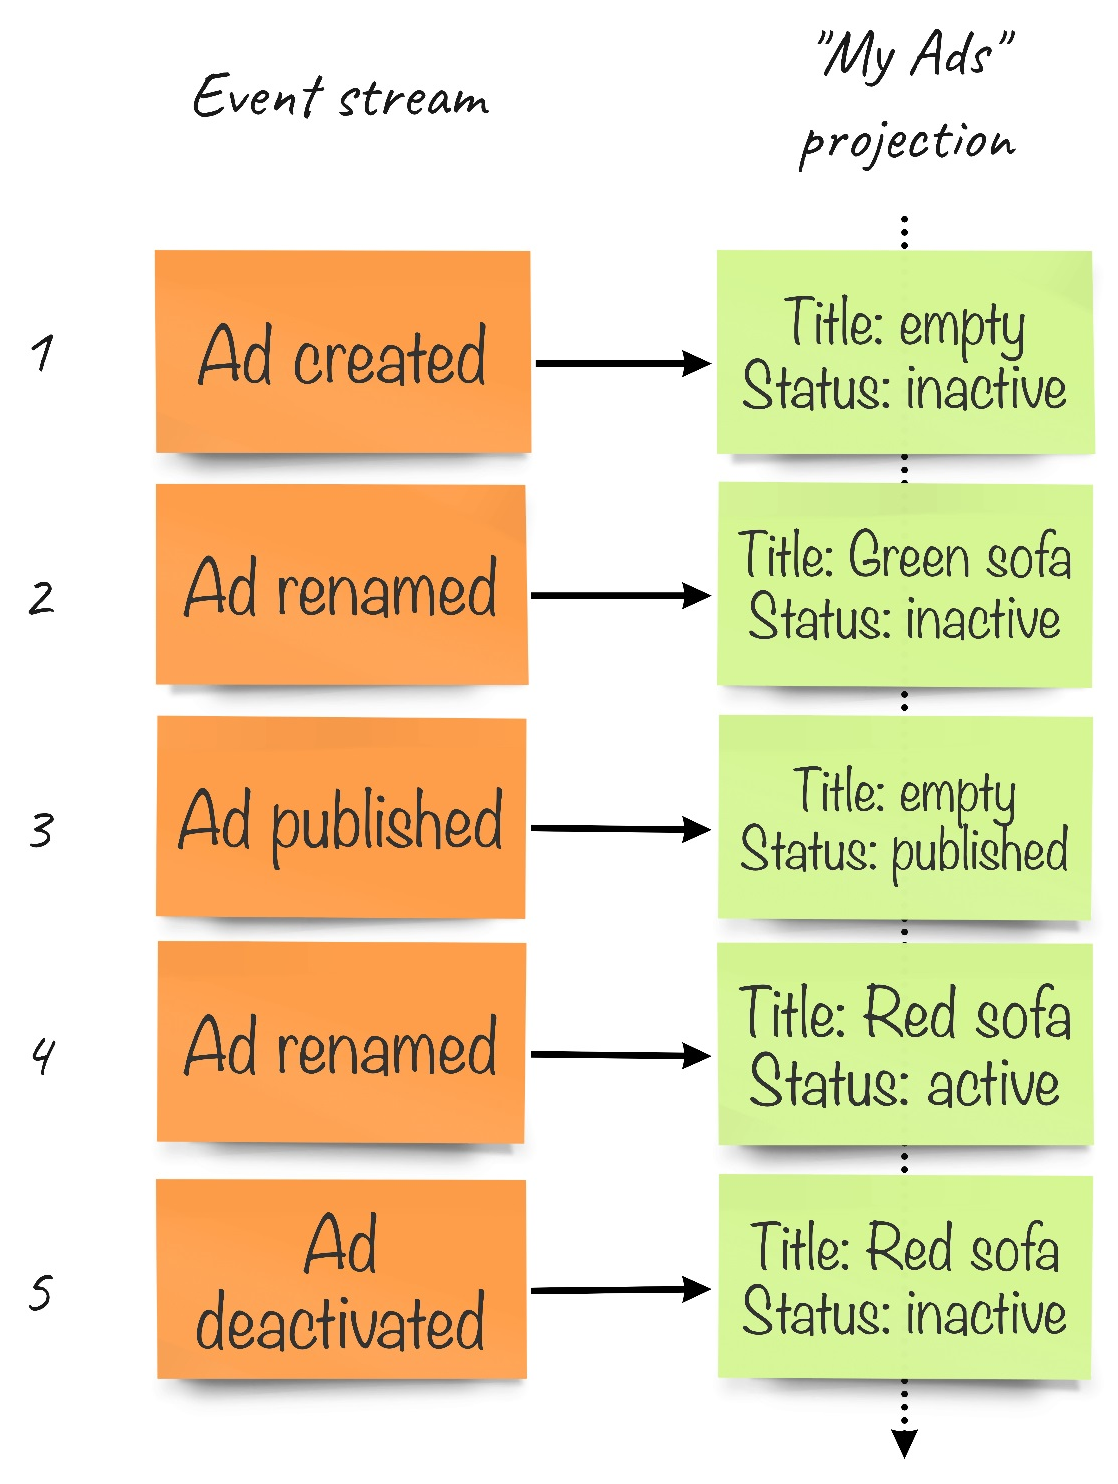 Event stream
"My Ads"
projection
1
Ad created
Title: empty
Status: inactive
2
Ad renamed
Title: Green sofa
Status: inactive
3
Ad published
Title: empty
Status: published
4
Ad renamed
Title: Red sofa
Status: active
5
Ad
deactivated
Title: Red sofa
Status: inactive